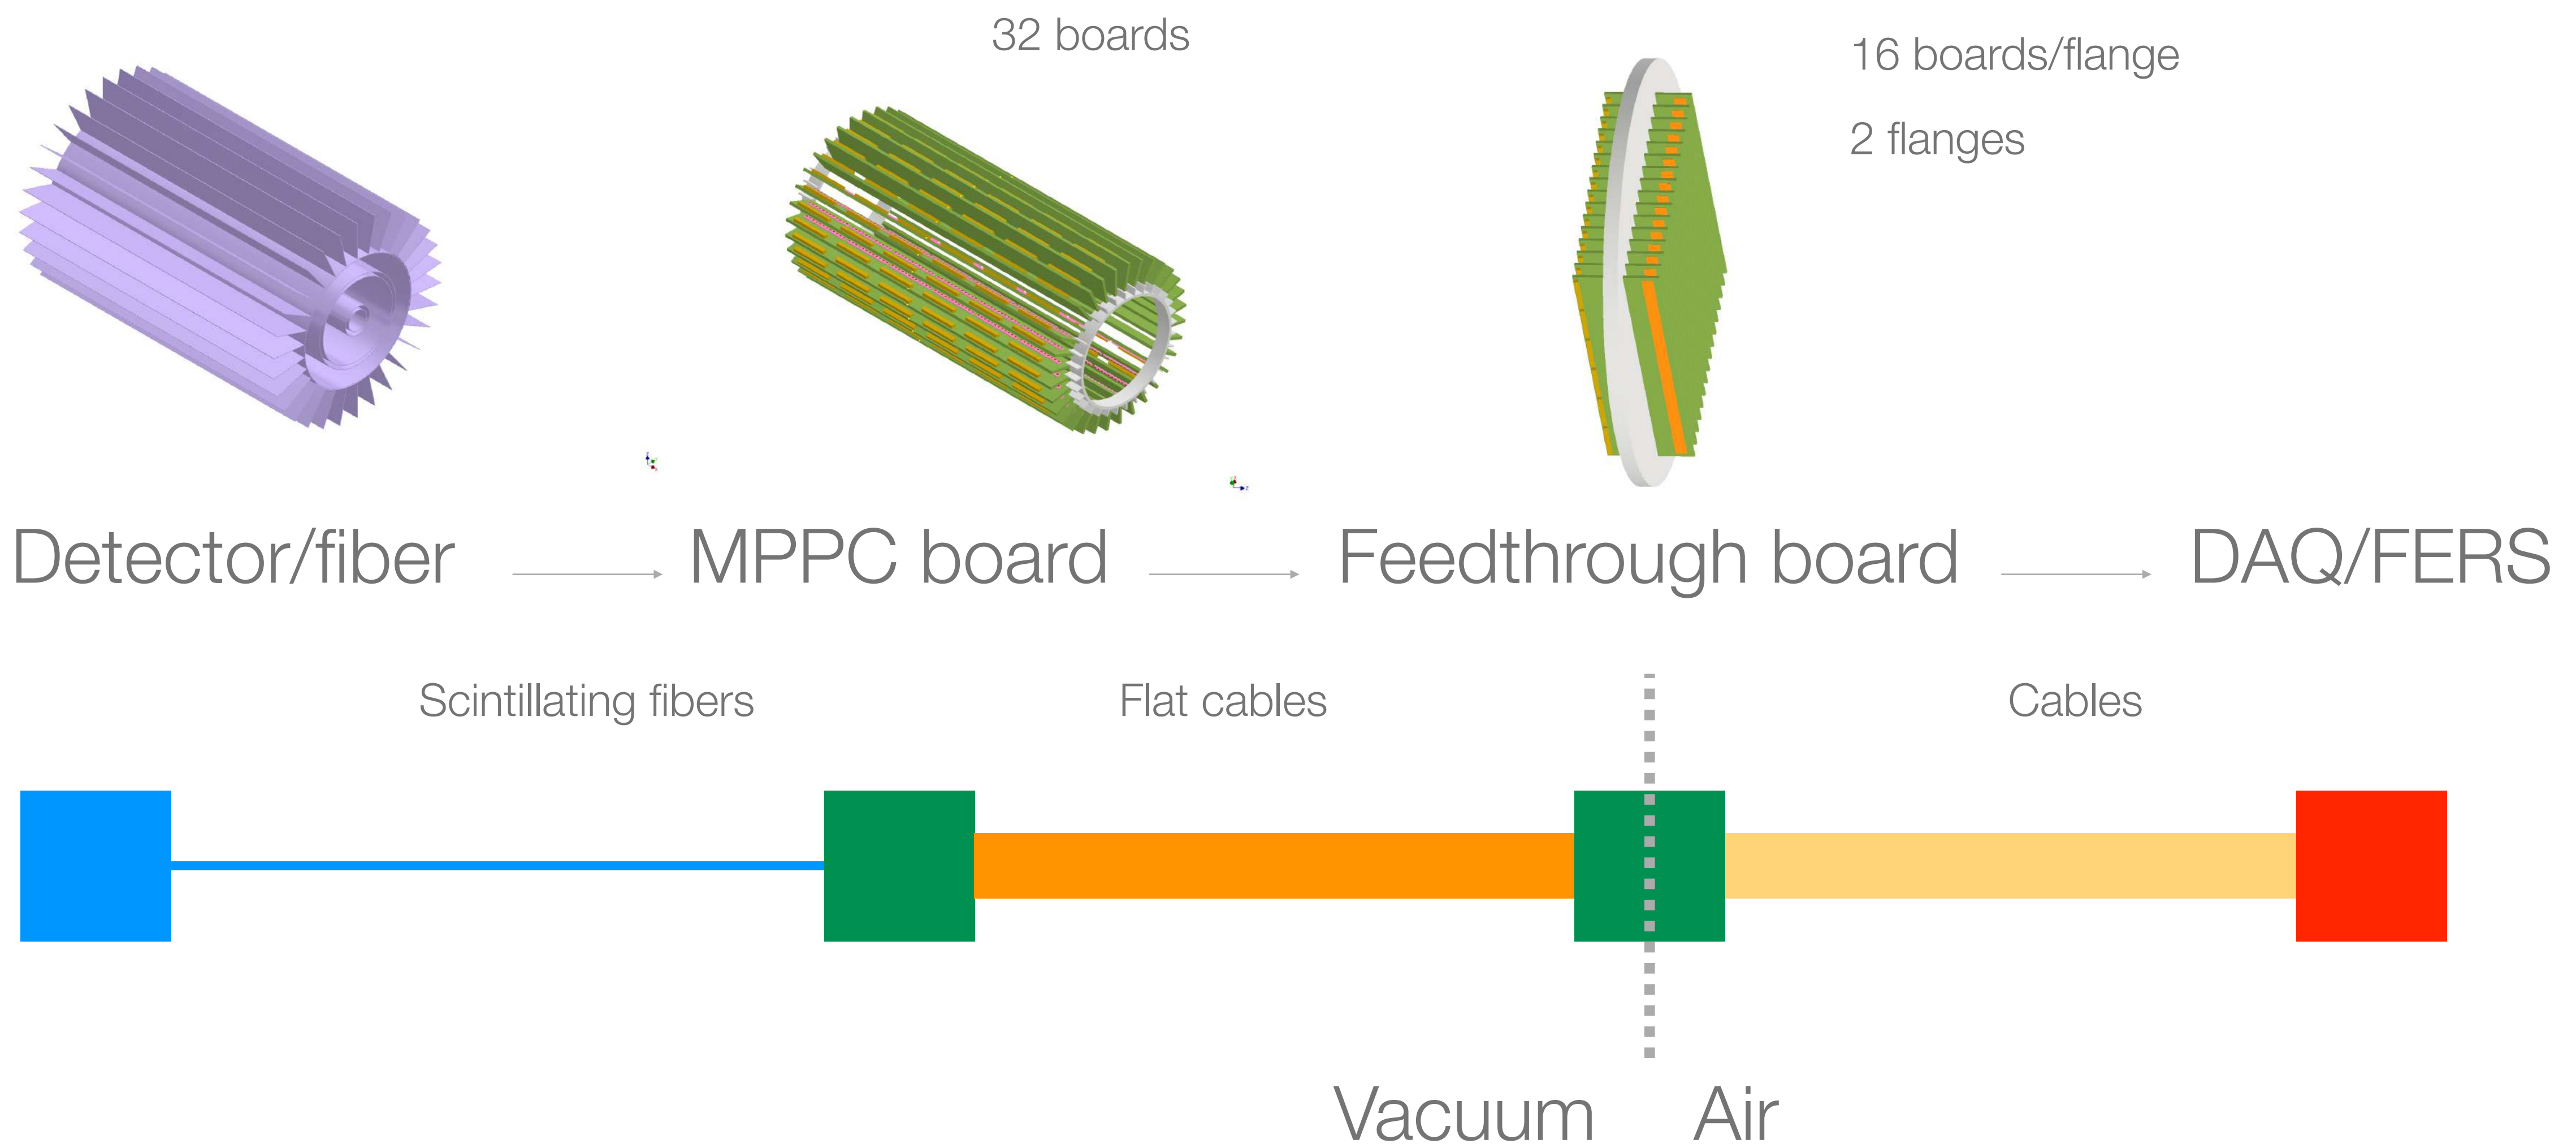 32 boards
16 boards/flange
2 flanges
Detector/fiber
MPPC board
Feedthrough board
DAQ/FERS
Scintillating fibers
Flat cables
Cables
Vacuum
Air